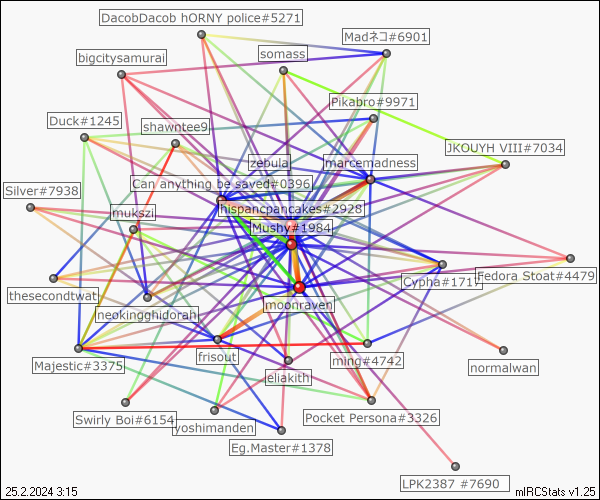 DacobDacob hORNY police#5271
Madネコ#6901
somass
bigcitysamurai
Pikabro#9971
Duck#1245
shawntee9
JKOUYH VIII#7034
zebula
marcemadness
Can anything be saved#0396
Silver#7938
hispancpancakes#2928
mukszi
Mushy#1984
Fedora Stoat#4479
Cypha#1717
thesecondtwat
moonraven
neokingghidorah
frisout
ming#4742
Majestic#3375
normalwan
eliakith
Swirly Boi#6154
yoshimanden
Pocket Persona#3326
Eg.Master#1378
LPK2387 #7690
25.2.2024 3:15
mIRCStats v1.25